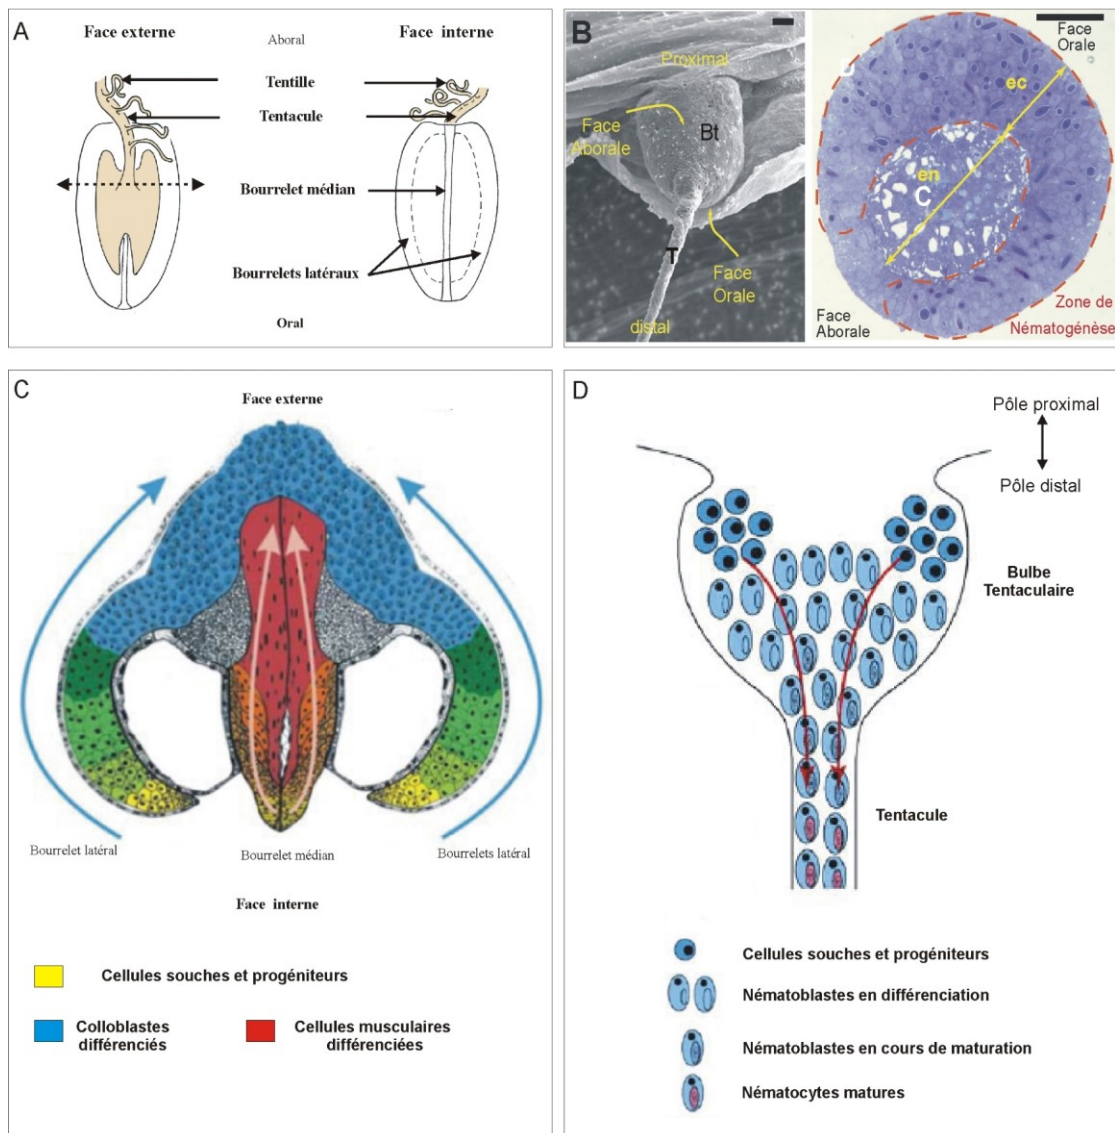 A
Face externe
Aboral
Face interne
Tentille
Tentacule
Bourrelet médian
Bourrelets latéraux
Oral
B
Proximal
Face
Aborale
Bt
T
Face
Orale
distal
Face
Orale
ec
en
C
Face
Aborale
Zone de
Nématogénèse
C
Face externe
Bourrelet latéral
Bourrelet médian
Bourrelets latéral
Face interne
Cellules souches et progéniteurs
Colloblastes
différenciés
Cellules musculaires
différenciées
D
Pôle proximal
Pôle distal
Bulbe
Tentaculaire
Tentacule
Cellules souches et progéniteurs
Nématoblastes en différenciation
Nématoblastes en cours de maturation
Nématocytes matures